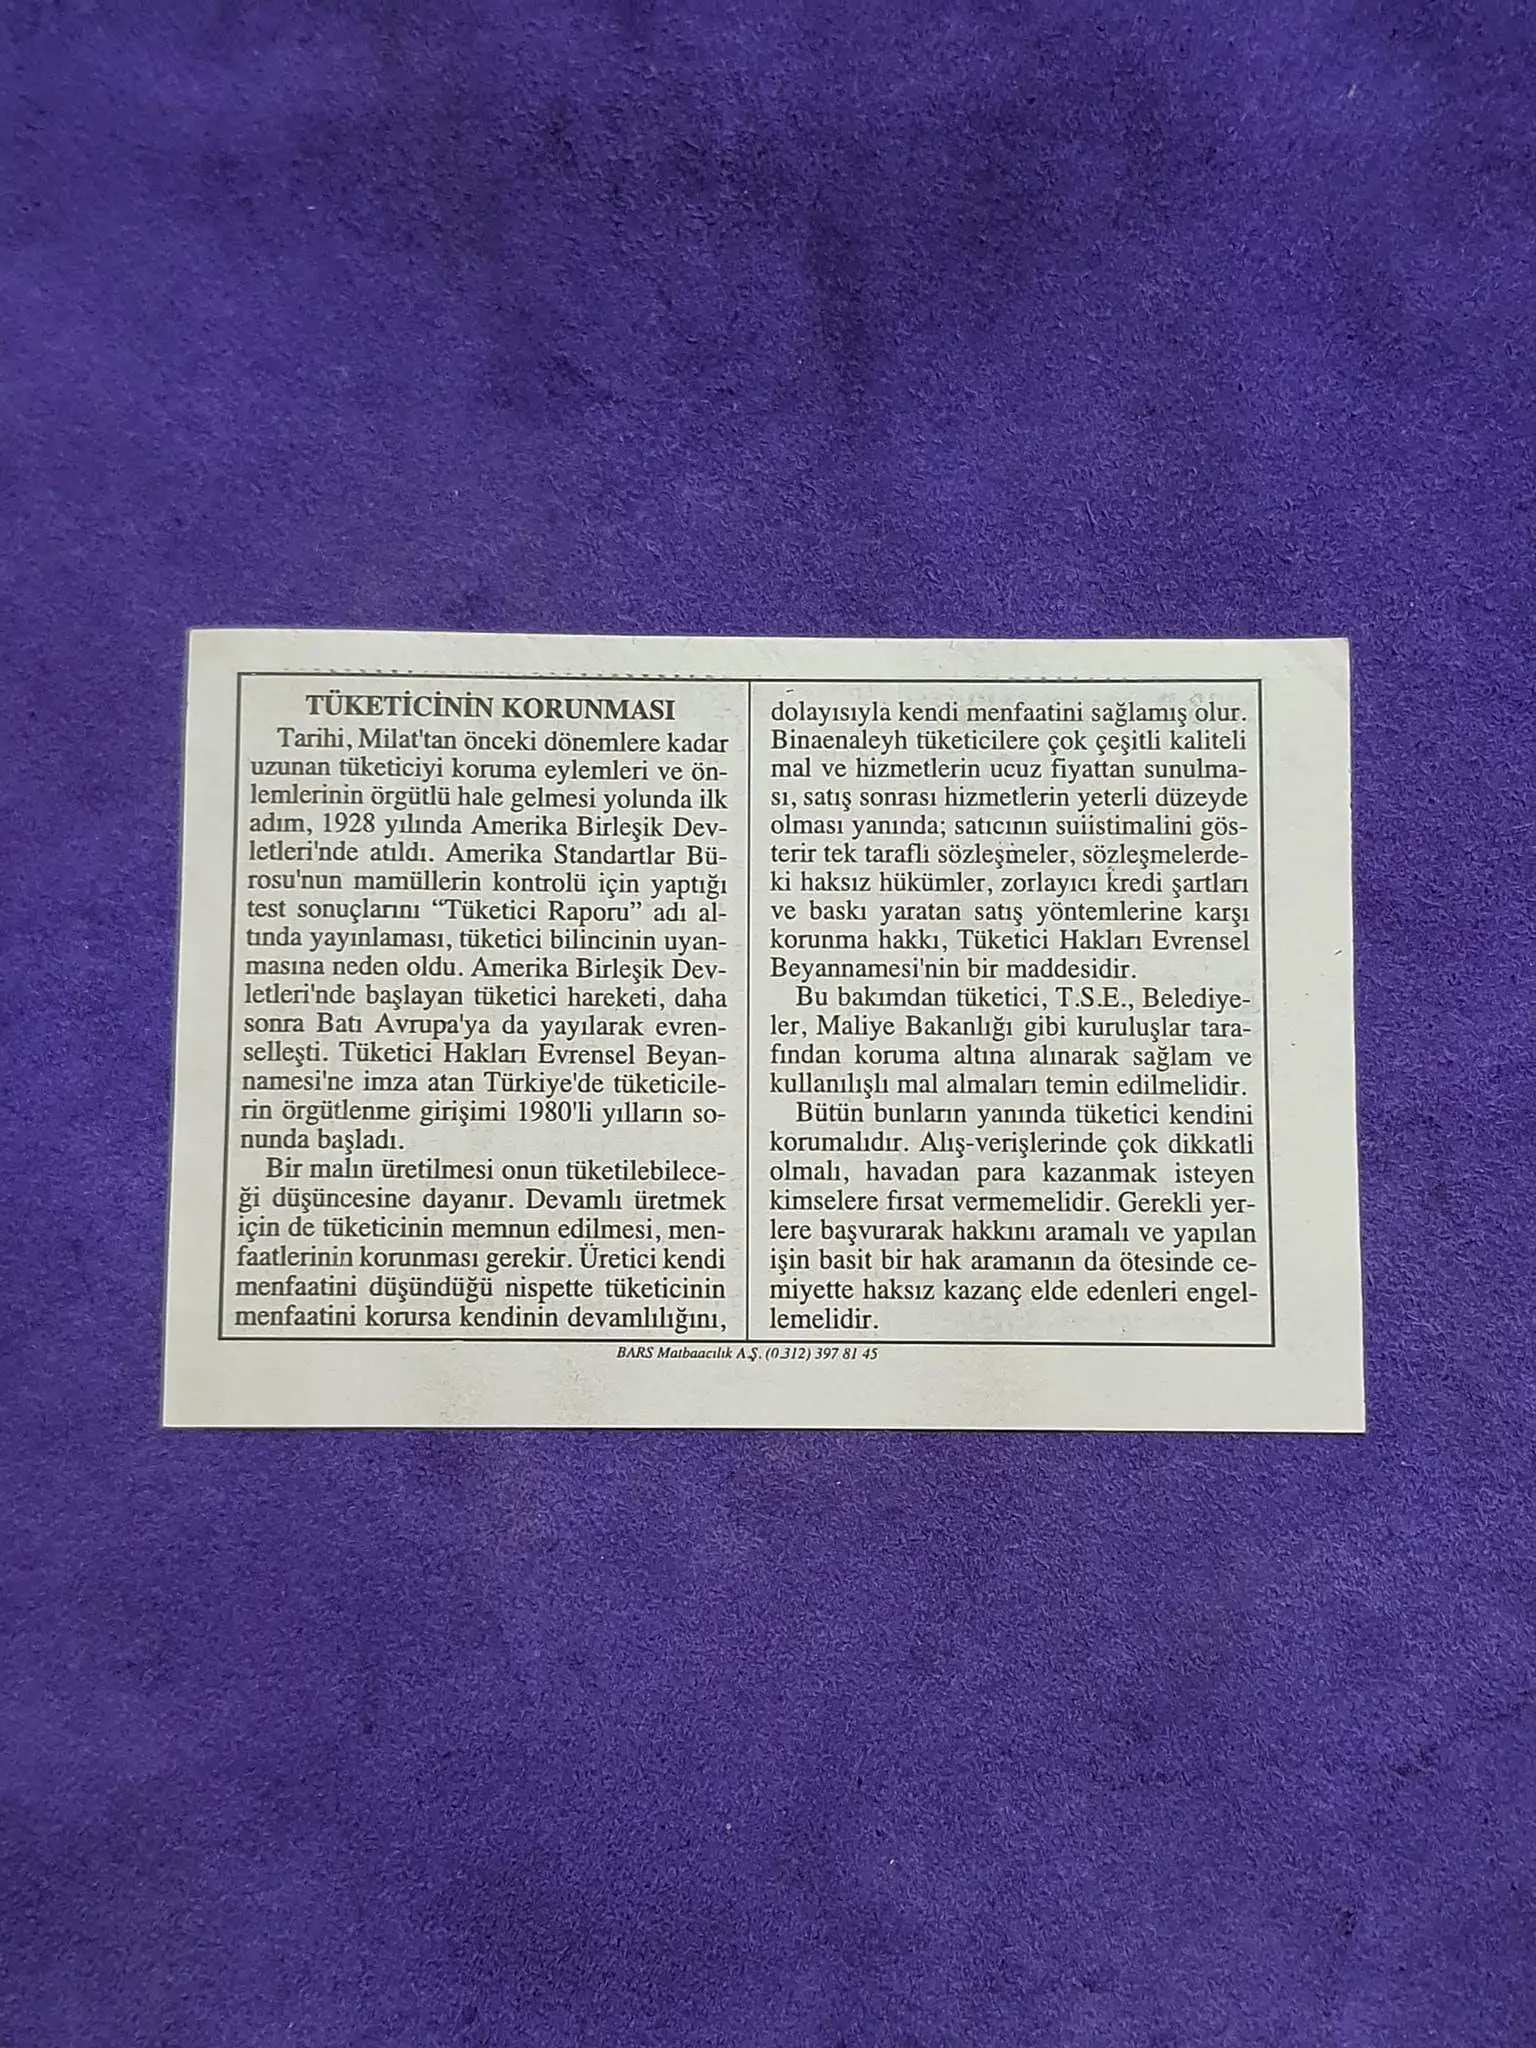 TÜKETİCİNİN KORUNMASI
Tarihi, Milat'tan önceki dönemlere kadar
uzunan tüketiciyi koruma eylemleri ve ön-
lemlerinin örgütlü hale gelmesi yolunda ilk
adım, 1928 yılında Amerika Birleşik Dev-
letleri'nde atıldı. Amerika Standartlar Bü-
rosu'nun mamüllerin kontrolü için yaptığı
test sonuçlarını “Tüketici Raporu” adı al-
tında yayınlaması, tüketici bilincinin uyan-
masına neden oldu. Amerika Birleşik Dev-
letleri'nde başlayan tüketici hareketi, daha
sonra Batı Avrupa'ya da yayılarak evren-
selleşti. Tüketici Hakları Evrensel Beyan-
namesi'ne imza atan Türkiye'de tüketicile-
rin örgütlenme girişimi 1980'li yılların so-
nunda başladı.
Bir malın üretilmesi onun tüketilebilece-
ği düşüncesine dayanır. Devamlı üretmek
için de tüketicinin memnun edilmesi, men-
faatlerinin korunması gerekir. Üretici kendi
menfaatini düşündüğü nispette tüketicinin
menfaatini korursa kendinin devamlılığını,
dolayısıyla kendi menfaatini sağlamış olur.
Binaenaleyh tüketicilere çok çeşitli kaliteli
mal ve hizmetlerin ucuz fiyattan sunulma-
sı, satış sonrası hizmetlerin yeterli düzeyde
olması yanında; satıcının suiistimalini gös-
terir tek taraflı sözleşmeler, sözleşmelerde-
ki haksız hükümler, zorlayıcı kredi şartları
ve baskı yaratan satış yöntemlerine karşı
korunma hakkı, Tüketici Hakları Evrensel
Beyannamesi'nin bir maddesidir.
Bu bakımdan tüketici, T.S.E., Belediye-
ler, Maliye Bakanlığı gibi kuruluşlar tara-
fından koruma altına alınarak sağlam ve
kullanılışlı mal almaları temin edilmelidir.
Bütün bunların yanında tüketici kendini
korumalıdır. Alış-verişlerinde çok dikkatli
olmalı, havadan para kazanmak isteyen
kimselere fırsat vermemelidir. Gerekli yer-
lere başvurarak hakkını aramalı ve yapılan
işin basit bir hak aramanın da ötesinde ce-
miyette haksız kazanç elde edenleri engel-
lemelidir.
BARS Matbaacılık A.Ş. (0.312) 397 81 45